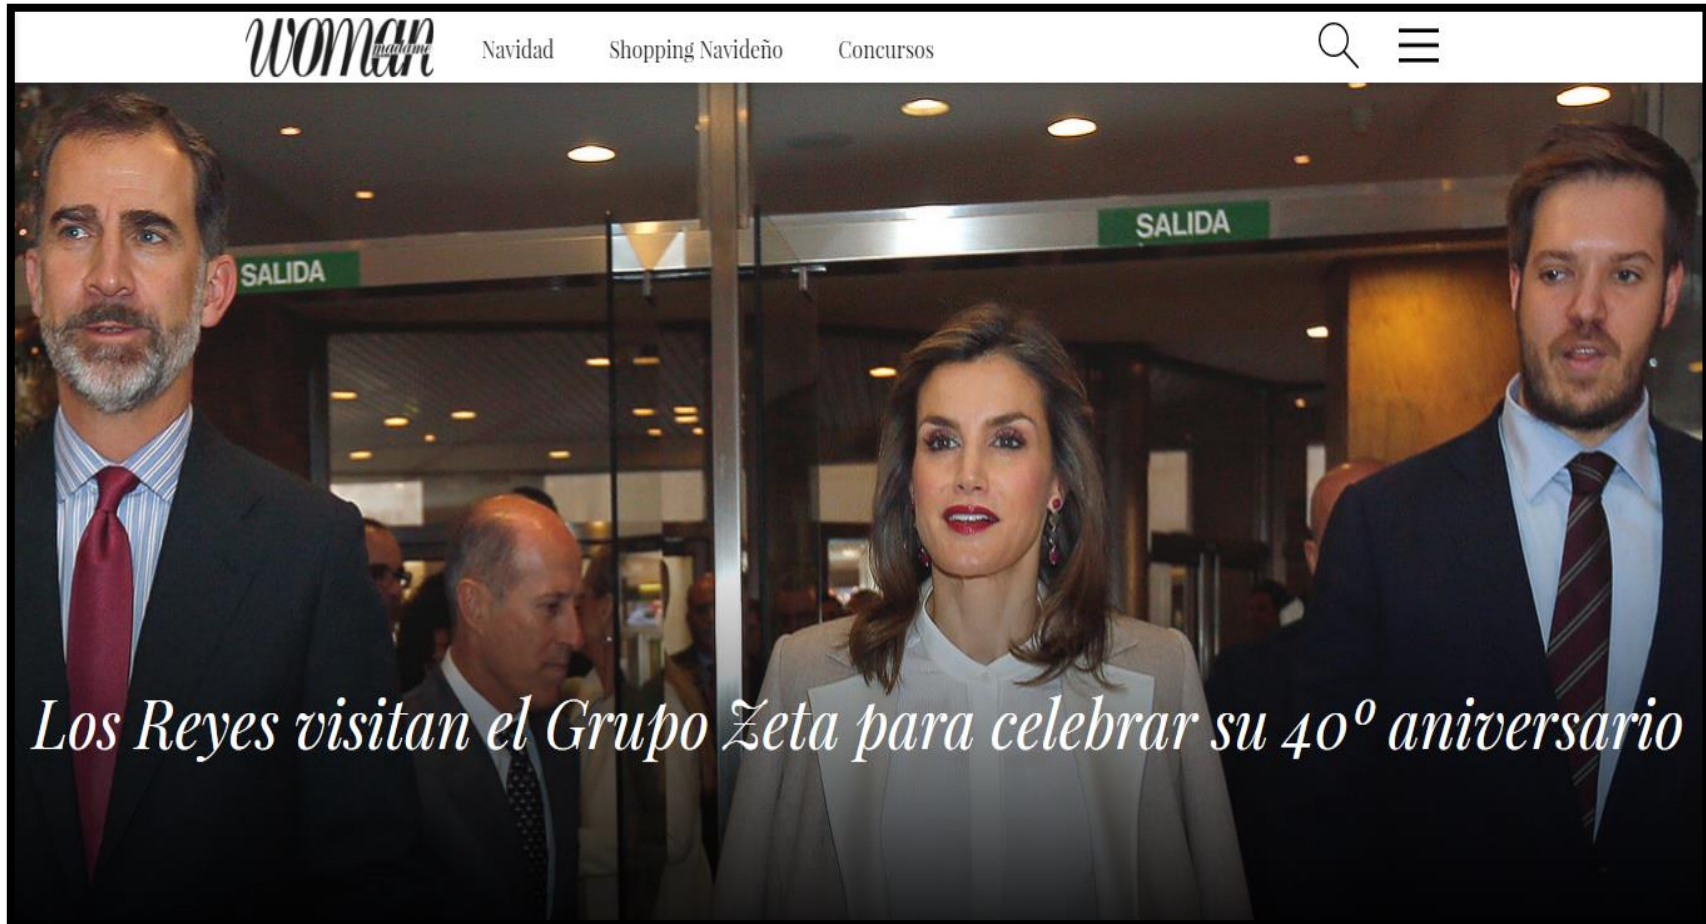 woman
madame
Navidad Shopping Navideño Concursos
SALIDA
SALIDA
Los Reyes visitan el Grupo Zeta para celebrar su 40º aniversario